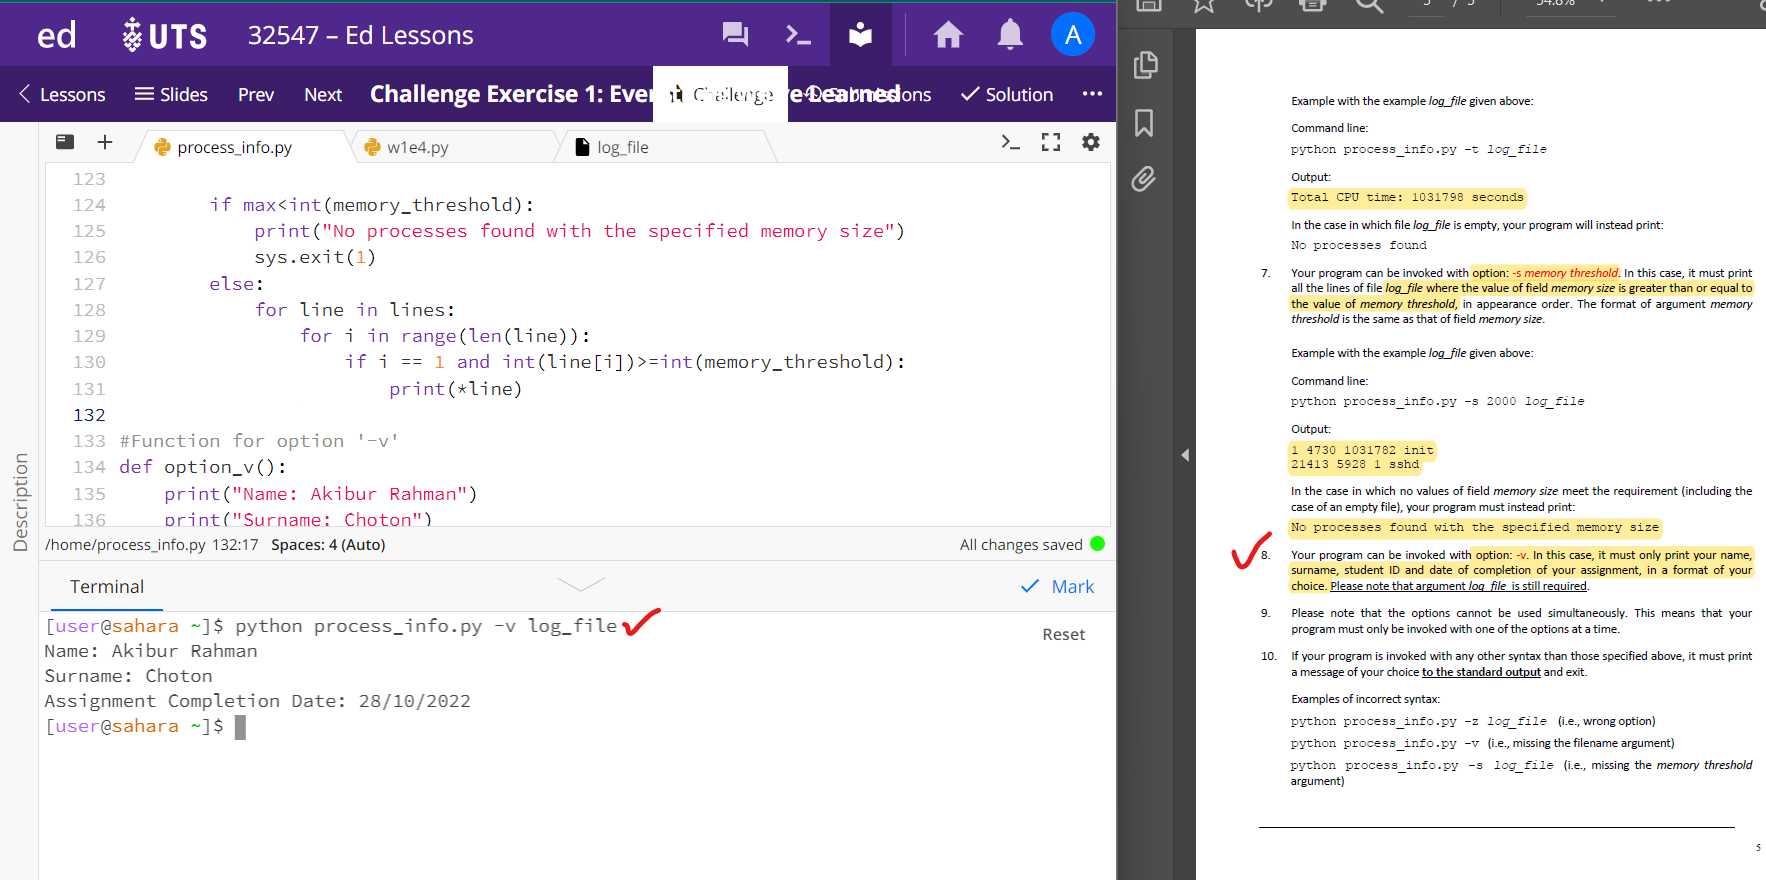 ed UTS 32547 – Ed Lessons A
Lessons Slides Prev Next Challenge Exercise 1: Challenge Solution
process_info.py w1e4.py log_file
123
124 if max<int(memory_threshold):
125 print("No processes found with the specified memory size")
126 sys.exit(1)
127 else:
128 for line in lines:
129 for i in range(len(line)):
130 if i == 1 and int(line[i])>=int(memory_threshold):
131 print(*line)
132
133 #Function for option '-v'
134 def option_v():
135 print("Name: Akibur Rahman")
136 print("Surname: Choton")
Description
/home/process_info.py 132:17 Spaces: 4 (Auto) All changes saved
Terminal Mark
[user@sahara ~]$ python process_info.py -v log_file
Reset
Name: Akibur Rahman
Surname: Choton
Assignment Completion Date: 28/10/2022
[user@sahara ~]$
Example with the example log_file given above:
Command line:
python process_info.py -t log_file
Output:
Total CPU time: 1031798 seconds
In the case in which file log_file is empty, your program will instead print:
No processes found
7. Your program can be invoked with option: -s memory threshold. In this case, it must print
all the lines of file log_file where the value of field memory size is greater than or equal to
the value of memory threshold, in appearance order. The format of argument memory
threshold is the same as that of field memory size.
Example with the example log_file given above:
Command line:
python process_info.py -s 2000 log_file
Output:
1 4730 1031782 init
21413 5928 1 sshd
In the case in which no values of field memory size meet the requirement (including the
case of an empty file), your program must instead print:
No processes found with the specified memory size
8. Your program can be invoked with option: -v. In this case, it must only print your name,
surname, student ID and date of completion of your assignment, in a format of your
choice. Please note that argument log_file is still required.
9. Please note that the options cannot be used simultaneously. This means that your
program must only be invoked with one of the options at a time.
10. If your program is invoked with any other syntax than those specified above, it must print
a message of your choice to the standard output and exit.
Examples of incorrect syntax:
python process_info.py -z log_file (i.e., wrong option)
python process_info.py -v (i.e., missing the filename argument)
python process_info.py -s log_file (i.e., missing the memory threshold
argument)
5